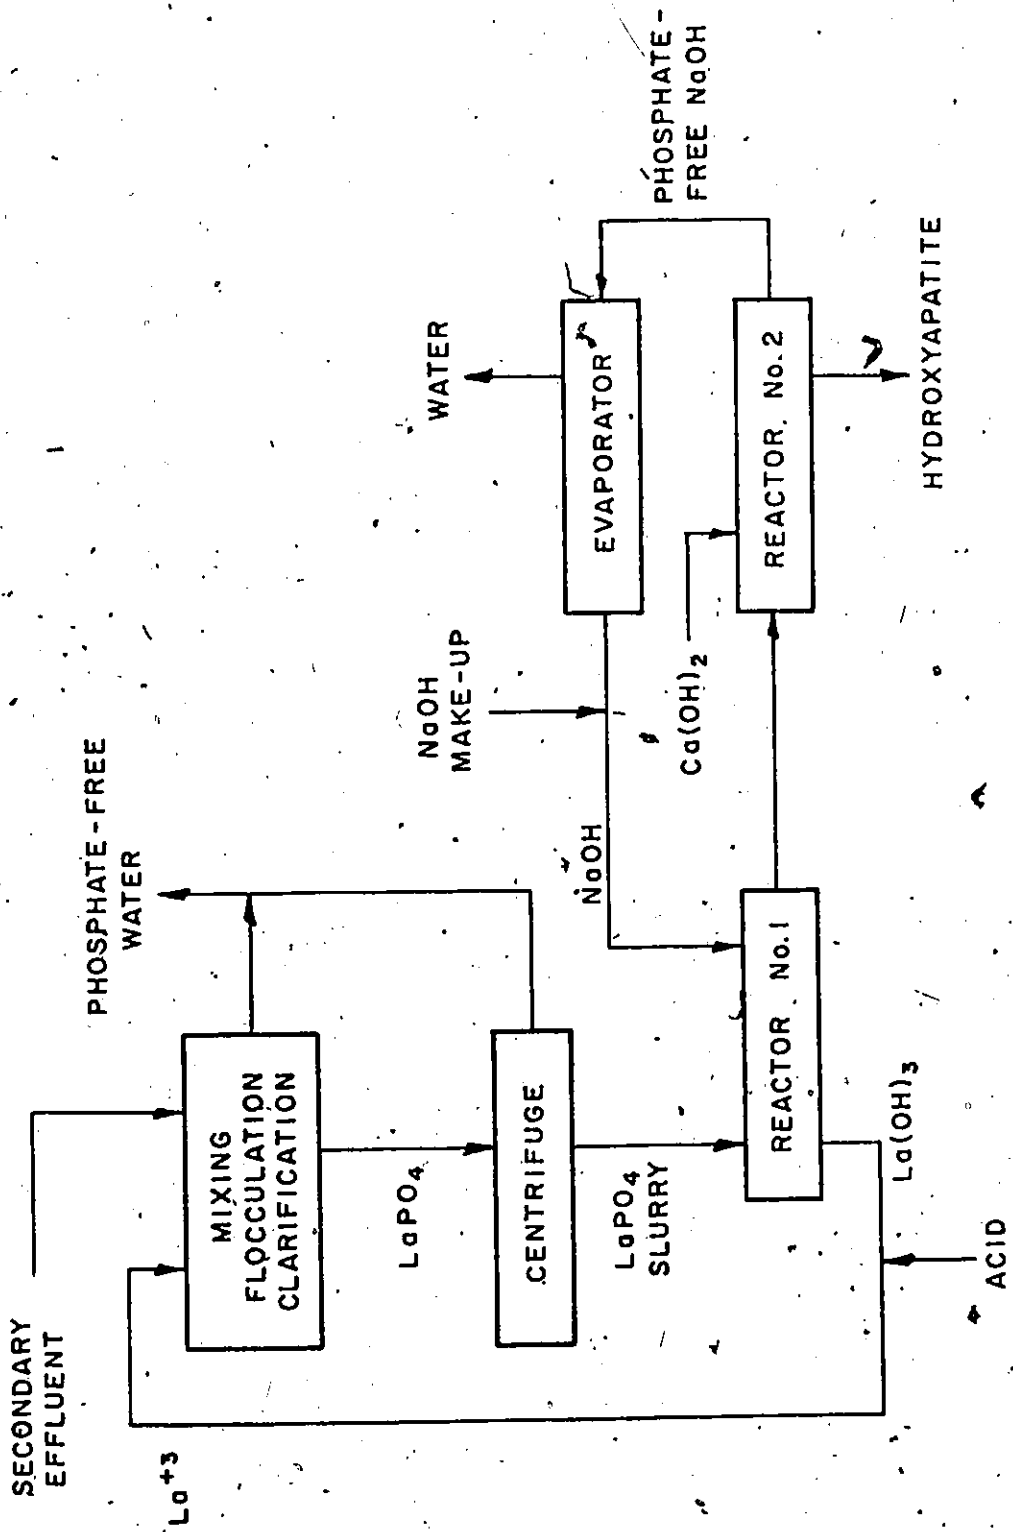 SECONDARY
EFFLUENT
La+3
MIXING
FLOCCULATION
CLARIFICATION
PHOSPHATE-FREE
WATER
LaPO4
CENTRIFUGE
LaPO4
SLURRY
REACTOR No.1
La(OH)3
ACID
NaOH
NaOH
MAKE-UP
WATER
EVAPORATOR
PHOSPHATE-
FREE NaOH
Ca(OH)2
REACTOR No.2
HYDROXYAPATITE